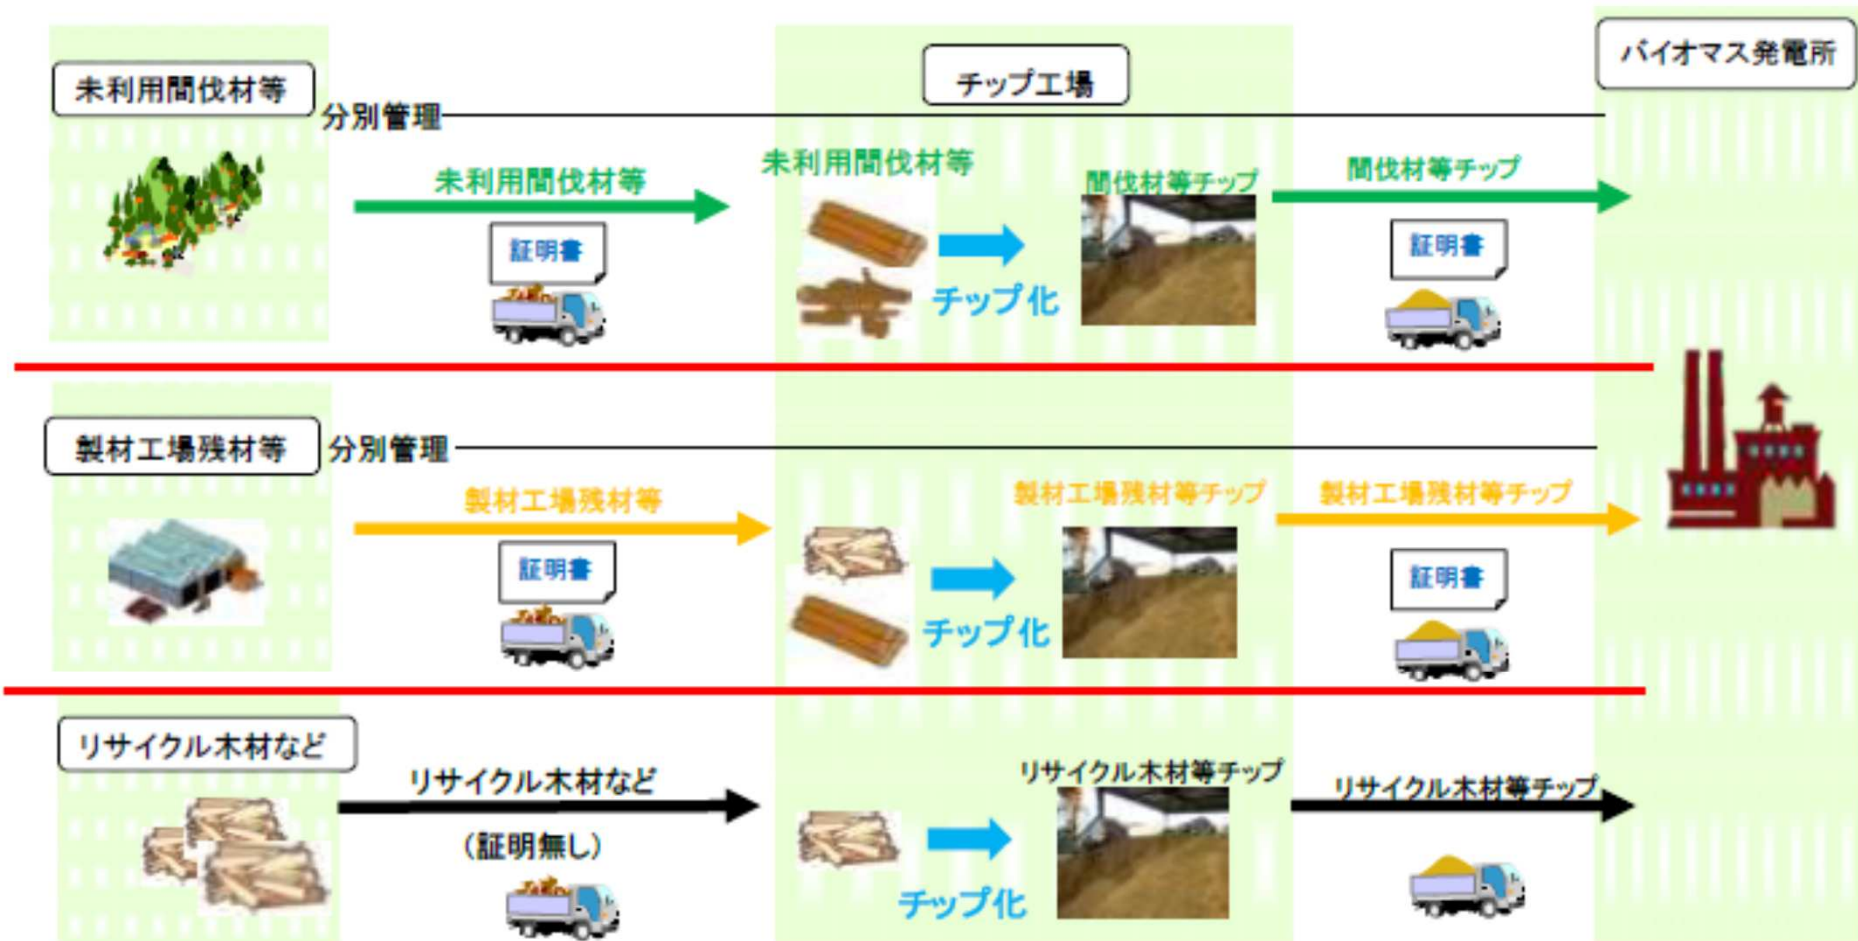 未利用間伐材等
チップ工場
バイオマス発電所
分別管理
未利用間伐材等
未利用間伐材等
間伐材等チップ
間伐材等チップ
証明書
チップ化
証明書
製材工場残材等
分別管理
製材工場残材等
製材工場残材等チップ
製材工場残材等チップ
証明書
チップ化
証明書
リサイクル木材など
リサイクル木材など
(証明無し)
リサイクル木材等チップ
リサイクル木材等チップ
チップ化